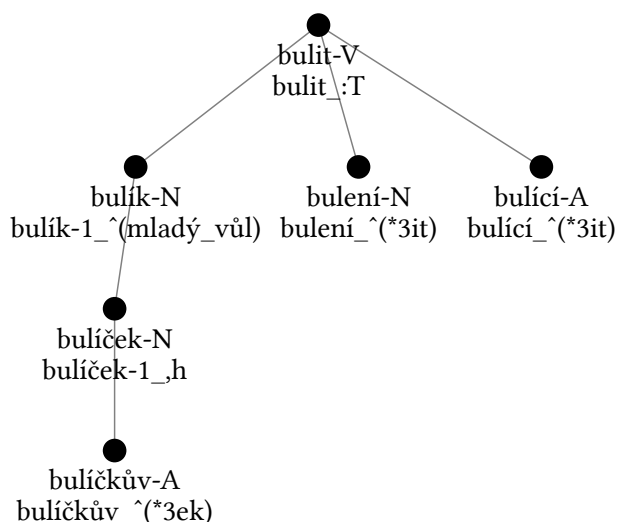 bulit-V
bulit_:T
bulík-N
bulík-1_^(mladý_vůl)
bulení-N
bulení_^(*3it)
bulící-A
bulící_^(*3it)
bulíček-N
bulíček-1_,h
bulíčkův-A
bulíčkův_^(*3ek)